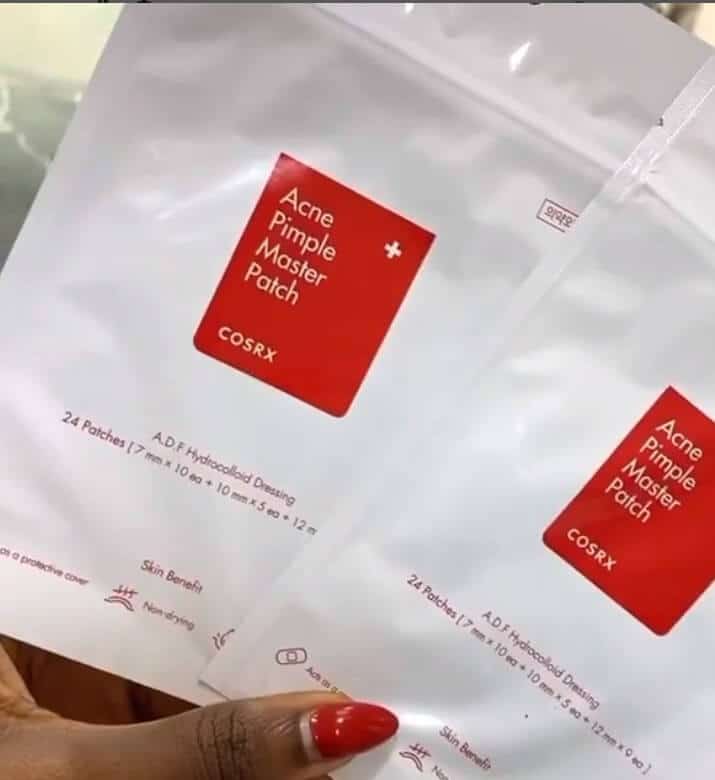 Acne
Pimple
Master
Patch
COSRX
A.D.F Hydrocolloid Dressing
24 Patches [ 7 mm x 10 ea + 10 mm x 5 ea + 12 m
as a protective cover
Skin Benefit
Non-drying
Acne
Pimple
Master
Patch
COSRX
A.D.F Hydrocolloid Dressing
24 Patches [ 7 mm x 10 ea + 10 mm x 5 ea + 12 mm x 9 ea ]
Acts as a
Skin Benefit